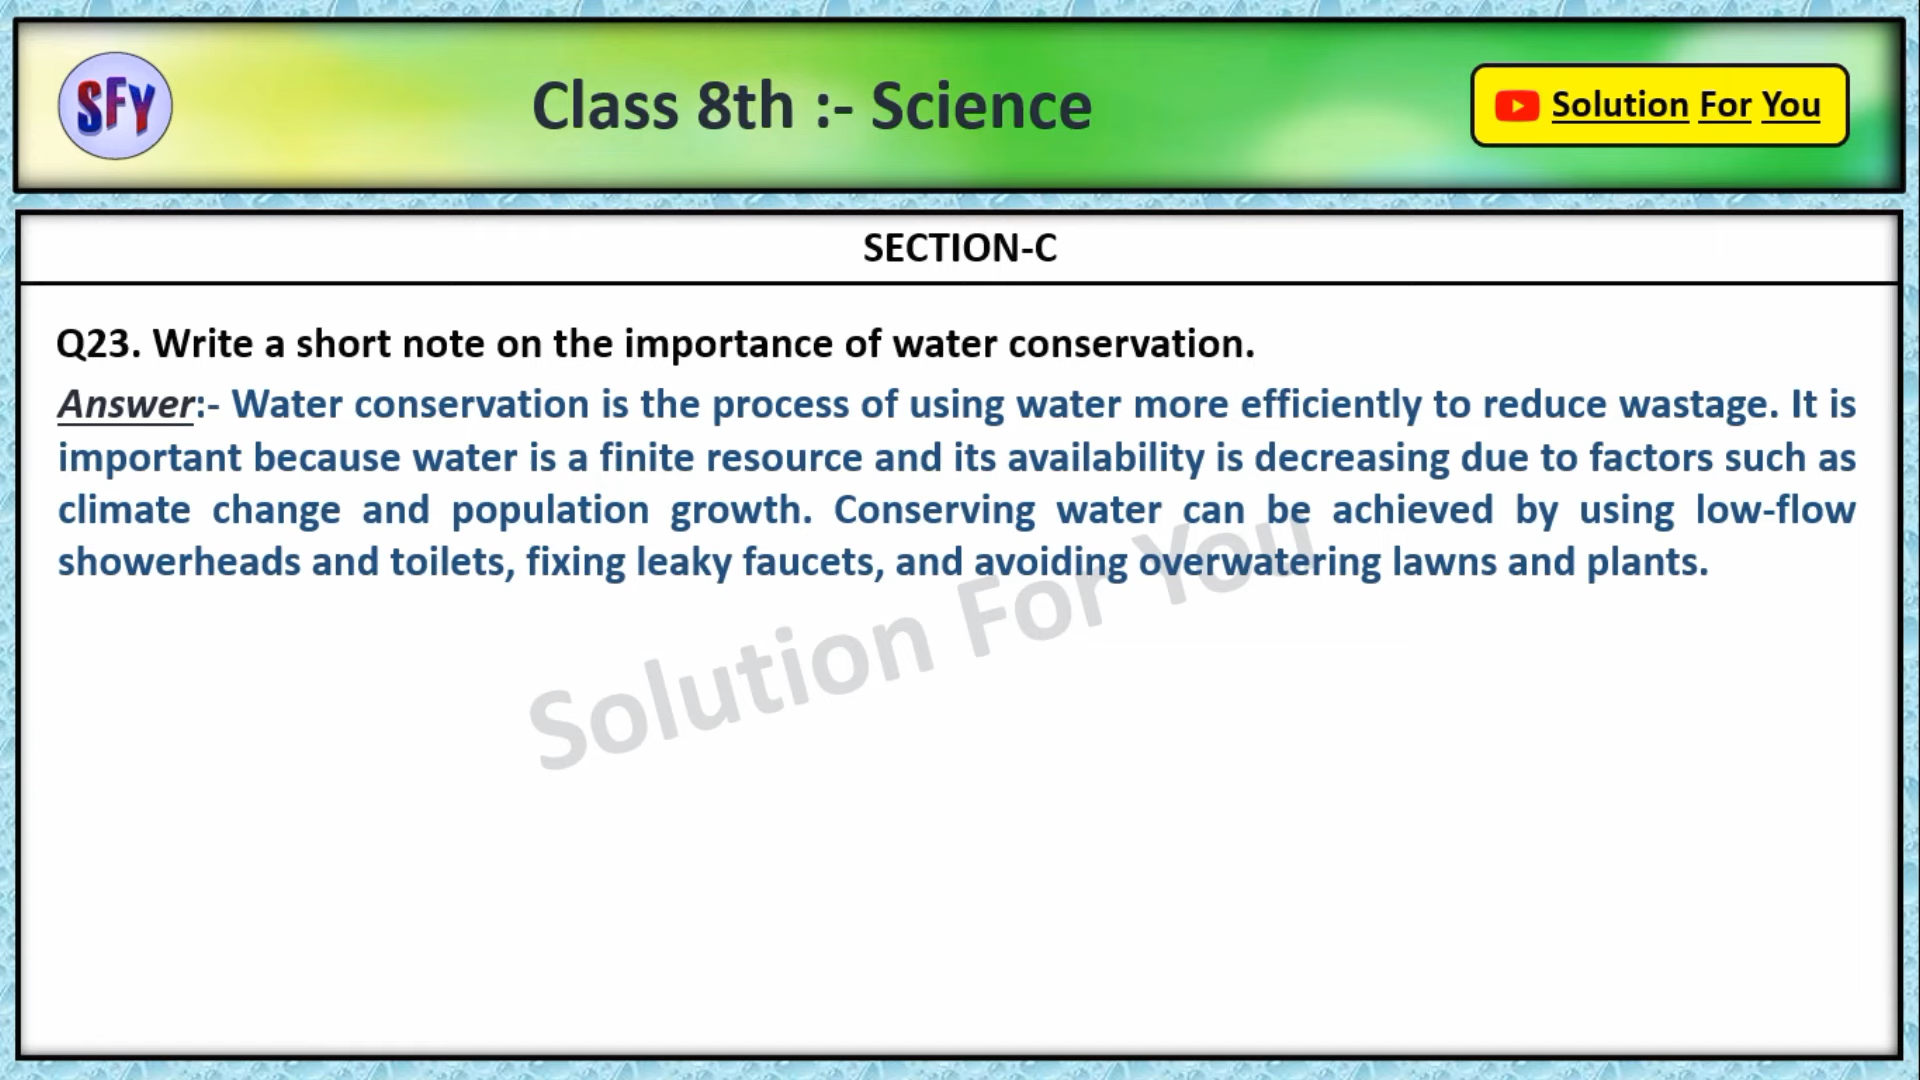 SFY
Class 8th :- Science
Solution For You
SECTION-C
Q23. Write a short note on the importance of water conservation.
Answer:- Water conservation is the process of using water more efficiently to reduce wastage. It is
important because water is a finite resource and its availability is decreasing due to factors such as
climate change and population growth. Conserving water can be achieved by using low-flow
showerheads and toilets, fixing leaky faucets, and avoiding overwatering lawns and plants.
Solution For You